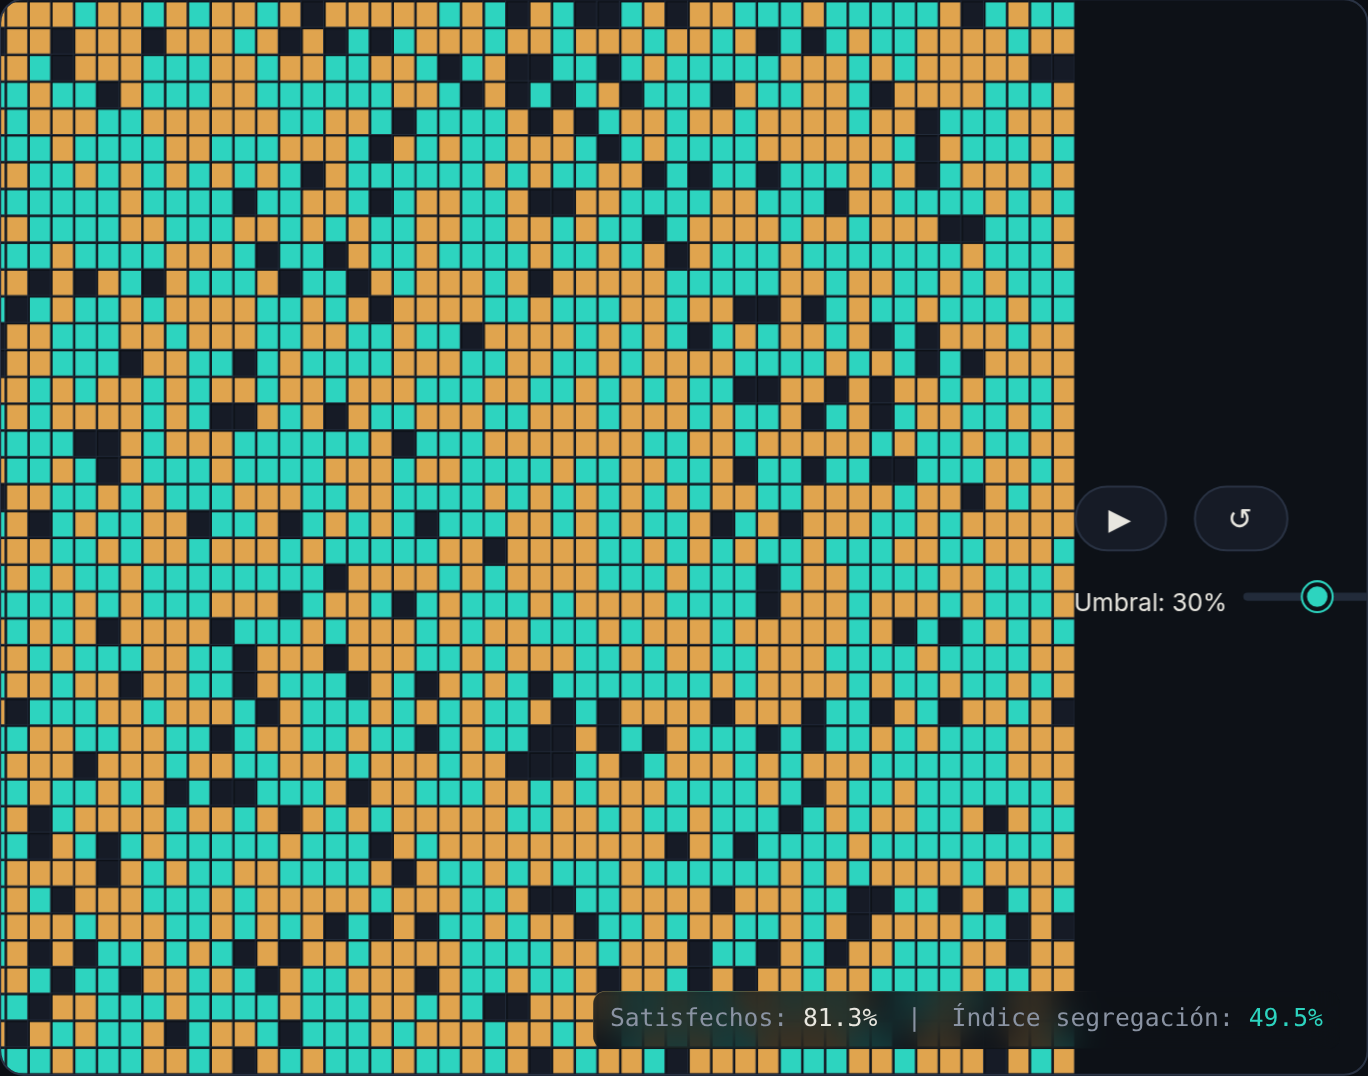 ▶ ↺
Umbral: 30%
Satisfechos: 81.3% | Índice segregación: 49.5%